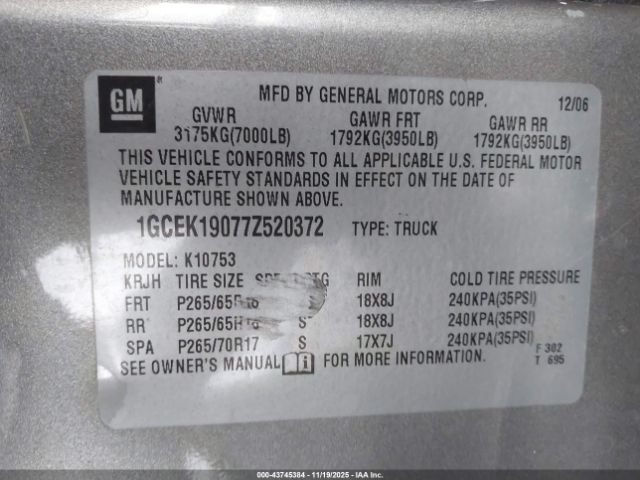 GM
MFD BY GENERAL MOTORS CORP. 12/06
GVWR GAWR FRT GAWR RR
3175KG(7000LB) 1792KG(3950LB) 1792KG(3950LB)
THIS VEHICLE CONFORMS TO ALL APPLICABLE U.S. FEDERAL MOTOR
VEHICLE SAFETY STANDARDS IN EFFECT ON THE DATE OF
MANUFACTURE SHOWN ABOVE.
1GCEK19077Z520372 TYPE: TRUCK
MODEL: K10753
KRJH TIRE SIZE RIM COLD TIRE PRESSURE
FRT 18X8J 240KPA(35PSI)
RR S 18X8J 240KPA(35PSI)
SPA P265/70R17 S 17X7J 240KPA(35PSI)
F 302
T 695
SEE OWNER'S MANUAL FOR MORE INFORMATION.
000-43745384 - 11/19/2025 - IAA Inc.